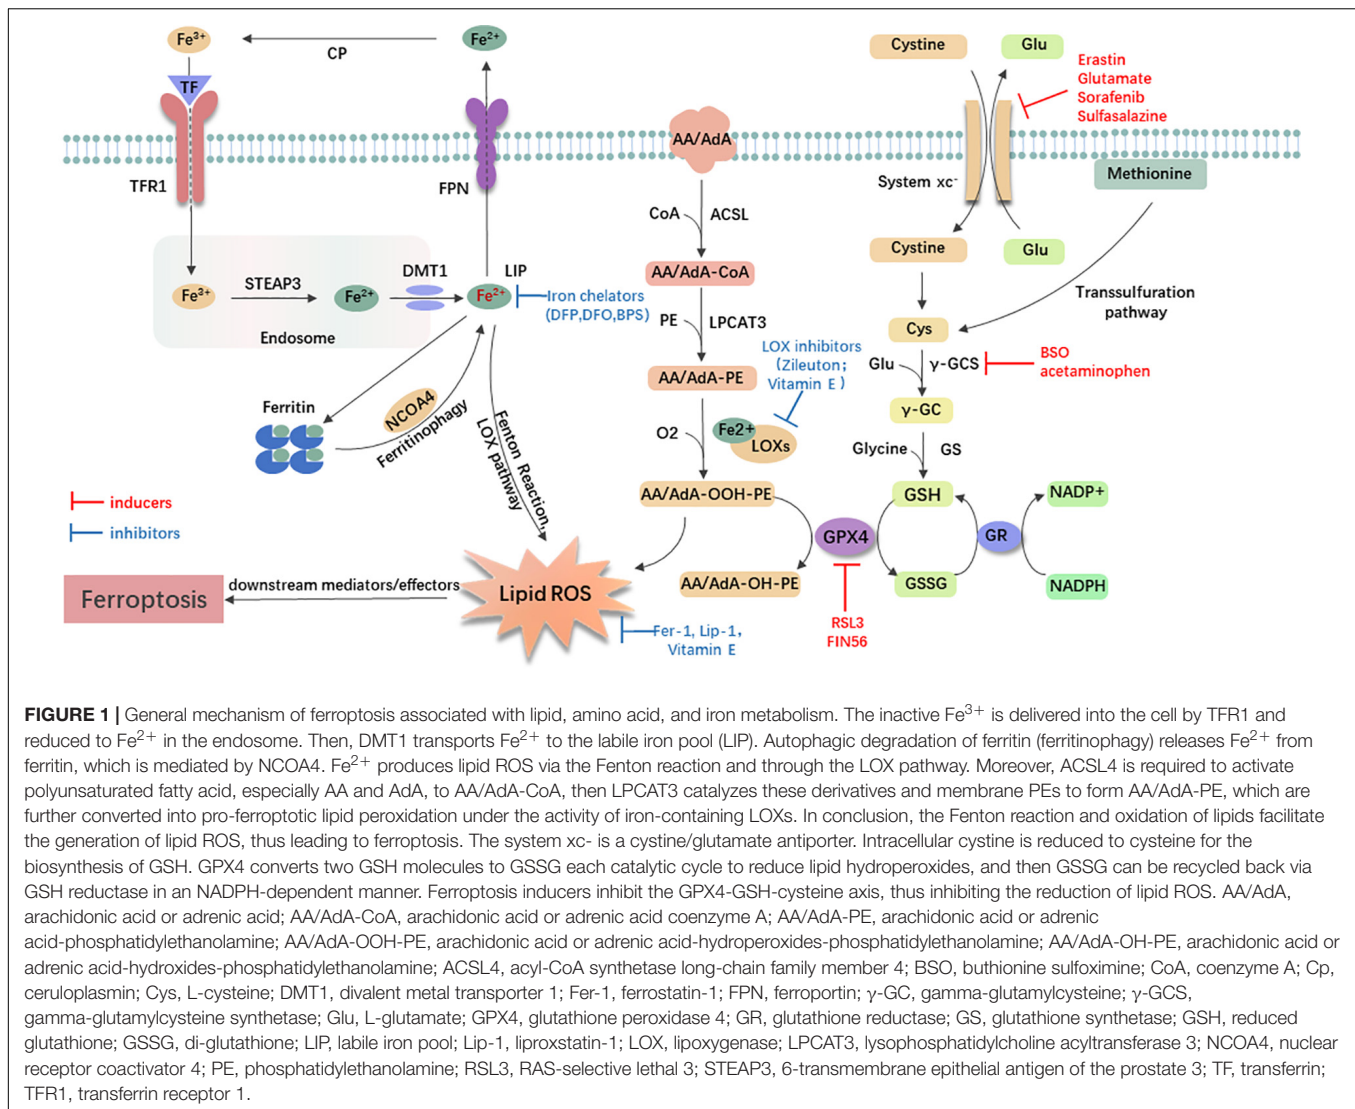 Fe3+
CP
Fe2+
TF
TFR1
FPN
AA/AdA
Cystine
Glu
Erastin
Glutamate
Sorafenib
Sulfasalazine
System xc-
Methionine
CoA
ACSL
Cystine
Glu
Fe3+
STEAP3
Fe2+
DMT1
LIP
Fe2+
Endosome
Iron chelators
(DFP,DFO,BPS)
AA/AdA-CoA
PE
LPCAT3
Transsulfuration
pathway
Cys
LOX inhibitors
(Zileuton;
Vitamin E)
Glu
γ-GCS
BSO
acetaminophen
AA/AdA-PE
Ferritin
NCOA4
Ferritinophagy
Fenton Reaction,
LOX pathway
O2
Fe2+
LOXs
γ-GC
Glycine
GS
inducers
inhibitors
AA/AdA-OOH-PE
GSH
NADP+
GPX4
GR
Ferroptosis
downstream mediators/effectors
Lipid ROS
AA/AdA-OH-PE
GSSG
NADPH
RSL3
FIN56
Fer-1, Lip-1,
Vitamin E
FIGURE 1 | General mechanism of ferroptosis associated with lipid, amino acid, and iron metabolism. The inactive Fe3+ is delivered into the cell by TFR1 and
reduced to Fe2+ in the endosome. Then, DMT1 transports Fe2+ to the labile iron pool (LIP). Autophagic degradation of ferritin (ferritinophagy) releases Fe2+ from
ferritin, which is mediated by NCOA4. Fe2+ produces lipid ROS via the Fenton reaction and through the LOX pathway. Moreover, ACSL4 is required to activate
polyunsaturated fatty acid, especially AA and AdA, to AA/AdA-CoA, then LPCAT3 catalyzes these derivatives and membrane PEs to form AA/AdA-PE, which are
further converted into pro-ferroptotic lipid peroxidation under the activity of iron-containing LOXs. In conclusion, the Fenton reaction and oxidation of lipids facilitate
the generation of lipid ROS, thus leading to ferroptosis. The system xc- is a cystine/glutamate antiporter. Intracellular cystine is reduced to cysteine for the
biosynthesis of GSH. GPX4 converts two GSH molecules to GSSG each catalytic cycle to reduce lipid hydroperoxides, and then GSSG can be recycled back via
GSH reductase in an NADPH-dependent manner. Ferroptosis inducers inhibit the GPX4-GSH-cysteine axis, thus inhibiting the reduction of lipid ROS. AA/AdA,
arachidonic acid or adrenic acid; AA/AdA-CoA, arachidonic acid or adrenic acid coenzyme A; AA/AdA-PE, arachidonic acid or adrenic
acid-phosphatidylethanolamine; AA/AdA-OOH-PE, arachidonic acid or adrenic acid-hydroperoxides-phosphatidylethanolamine; AA/AdA-OH-PE, arachidonic acid or
adrenic acid-hydroxides-phosphatidylethanolamine; ACSL4, acyl-CoA synthetase long-chain family member 4; BSO, buthionine sulfoximine; CoA, coenzyme A; Cp,
ceruloplasmin; Cys, L-cysteine; DMT1, divalent metal transporter 1; Fer-1, ferrostatin-1; FPN, ferroportin; γ-GC, gamma-glutamylcysteine; γ-GCS,
gamma-glutamylcysteine synthetase; Glu, L-glutamate; GPX4, glutathione peroxidase 4; GR, glutathione reductase; GS, glutathione synthetase; GSH, reduced
glutathione; GSSG, di-glutathione; LIP, labile iron pool; Lip-1, liproxstatin-1; LOX, lipoxygenase; LPCAT3, lysophosphatidylcholine acyltransferase 3; NCOA4, nuclear
receptor coactivator 4; PE, phosphatidylethanolamine; RSL3, RAS-selective lethal 3; STEAP3, 6-transmembrane epithelial antigen of the prostate 3; TF, transferrin;
TFR1, transferrin receptor 1.